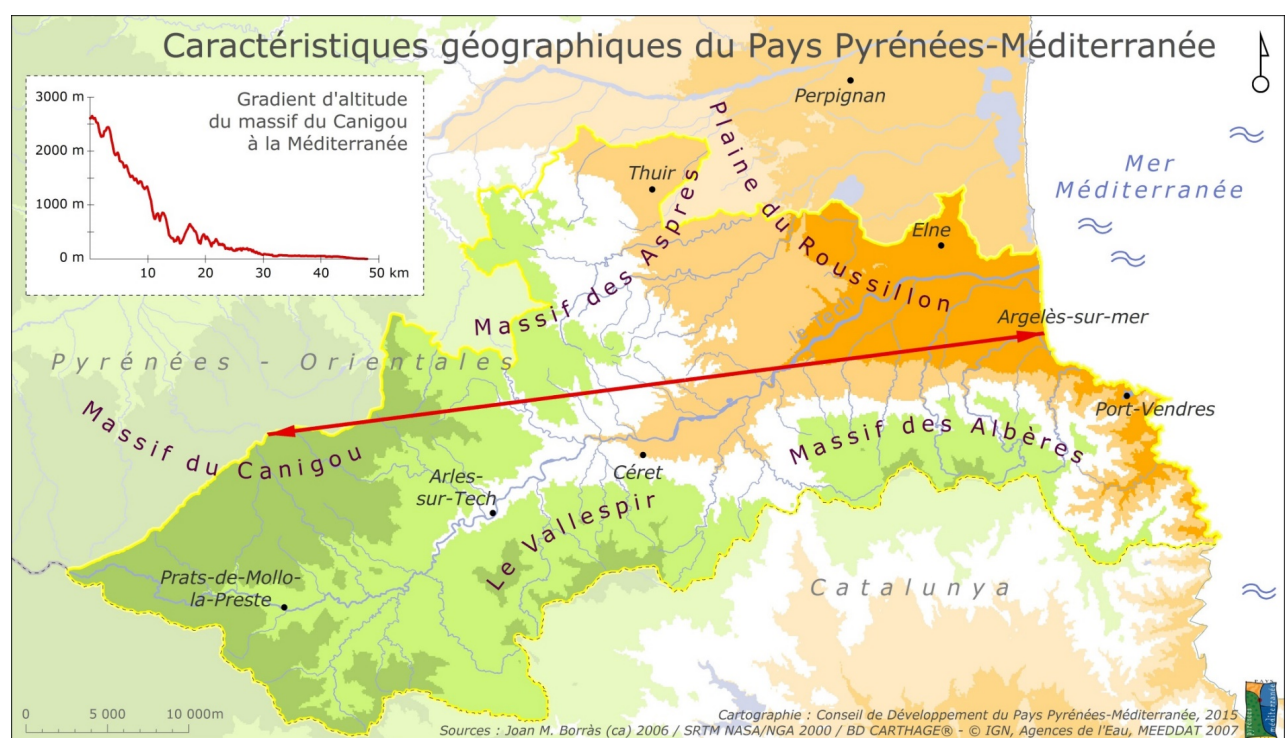 Caractéristiques géographiques du Pays Pyrénées-Méditerranée
Gradient d'altitude
du massif du Canigou
à la Méditerranée
3000 m
2000 m
1000 m
0 m
10
20
30
40
50 km
Perpignan
Plaine du Roussillon
Mer
Méditerranée
Thuir
Massif des Aspres
Elne
le Tech
Argelès-sur-mer
Pyrénées - Orientales
Massif du Canigou
Port-Vendres
Massif des Albères
Céret
Arles-
sur-Tech
Le Vallespir
Prats-de-Mollo-
la-Preste
Catalunya
0
5 000
10 000m
Cartographie : Conseil de Développement du Pays Pyrénées-Méditerranée, 2015
Sources : Joan M. Borràs (ca) 2006 / SRTM NASA/NGA 2000 / BD CARTHAGE® - © IGN, Agences de l'Eau, MEEDDAT 2007
PAYS